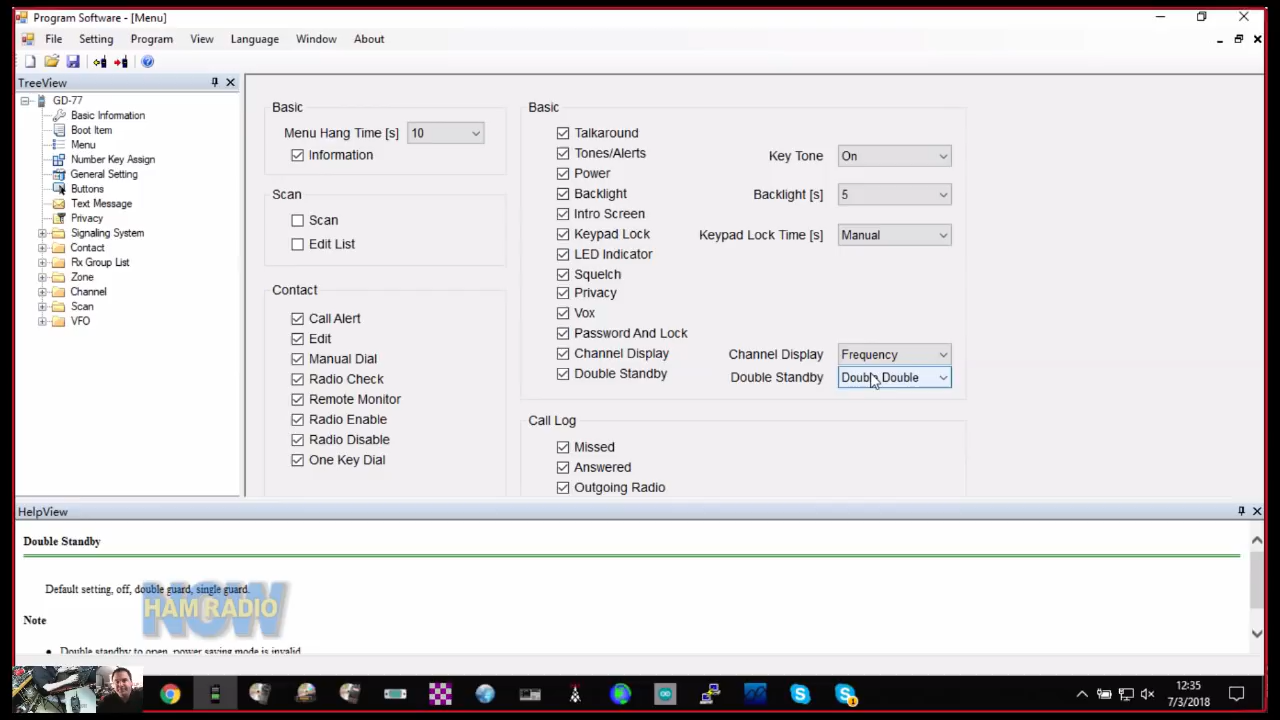 Program Software - [Menu]
File Setting Program View Language Window About
TreeView
GD-77
Basic Information
Boot Item
Menu
Number Key Assign
General Setting
Buttons
Text Message
Privacy
Signaling System
Contact
Rx Group List
Zone
Channel
Scan
VFO
Basic
Menu Hang Time [s] 10
Information
Scan
Scan
Edit List
Contact
Call Alert
Edit
Manual Dial
Radio Check
Remote Monitor
Radio Enable
Radio Disable
One Key Dial
Basic
Talkaround
Tones/Alerts Key Tone On
Power
Backlight Backlight [s] 5
Intro Screen
Keypad Lock Keypad Lock Time [s] Manual
LED Indicator
Squelch
Privacy
Vox
Password And Lock
Channel Display Channel Display Frequency
Double Standby Double Standby Double Double
Call Log
Missed
Answered
Outgoing Radio
HelpView
Double Standby
Default setting, off, double guard, single guard.
HAM RADIO
NOW
Note
Double standby to open, power saving mode is invalid
12:35
7/3/2018